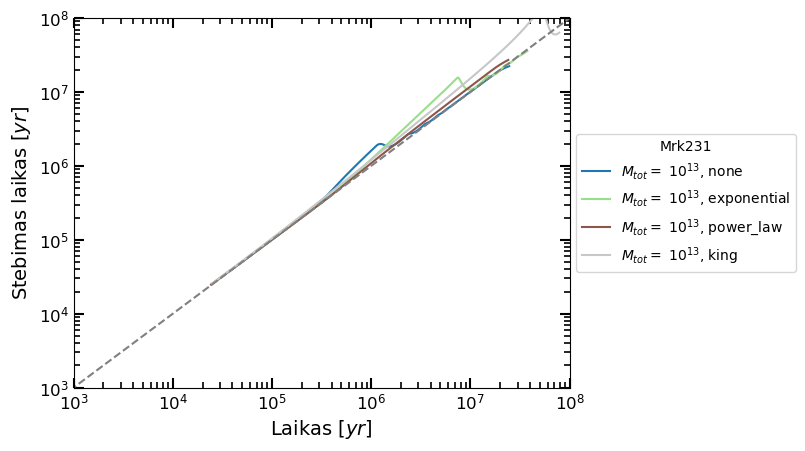 10^8
10^7
10^6
10^5
10^4
10^3
Stebimas laikas [yr]
10^3 10^4 10^5 10^6 10^7 10^8
Laikas [yr]
Mrk231
M_tot = 10^13, none
M_tot = 10^13, exponential
M_tot = 10^13, power_law
M_tot = 10^13, king